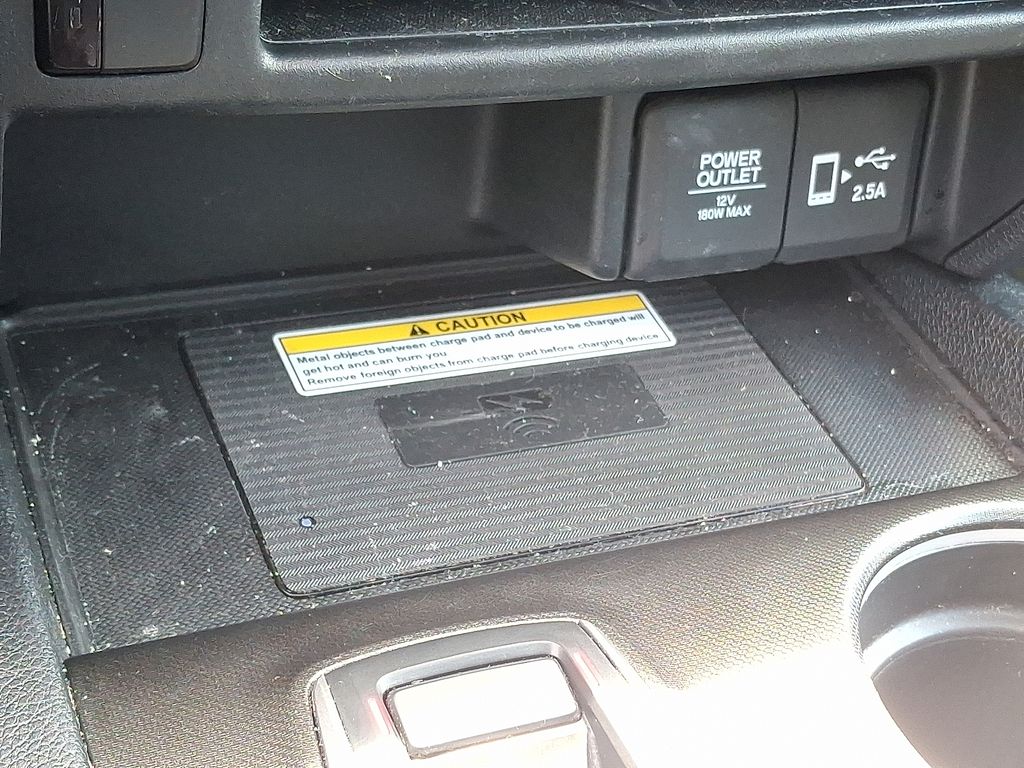 POWER
OUTLET
12V
180W MAX
2.5A
CAUTION
Metal objects between charge pad and device to be charged will
get hot and can burn you
Remove foreign objects from charge pad before charging device